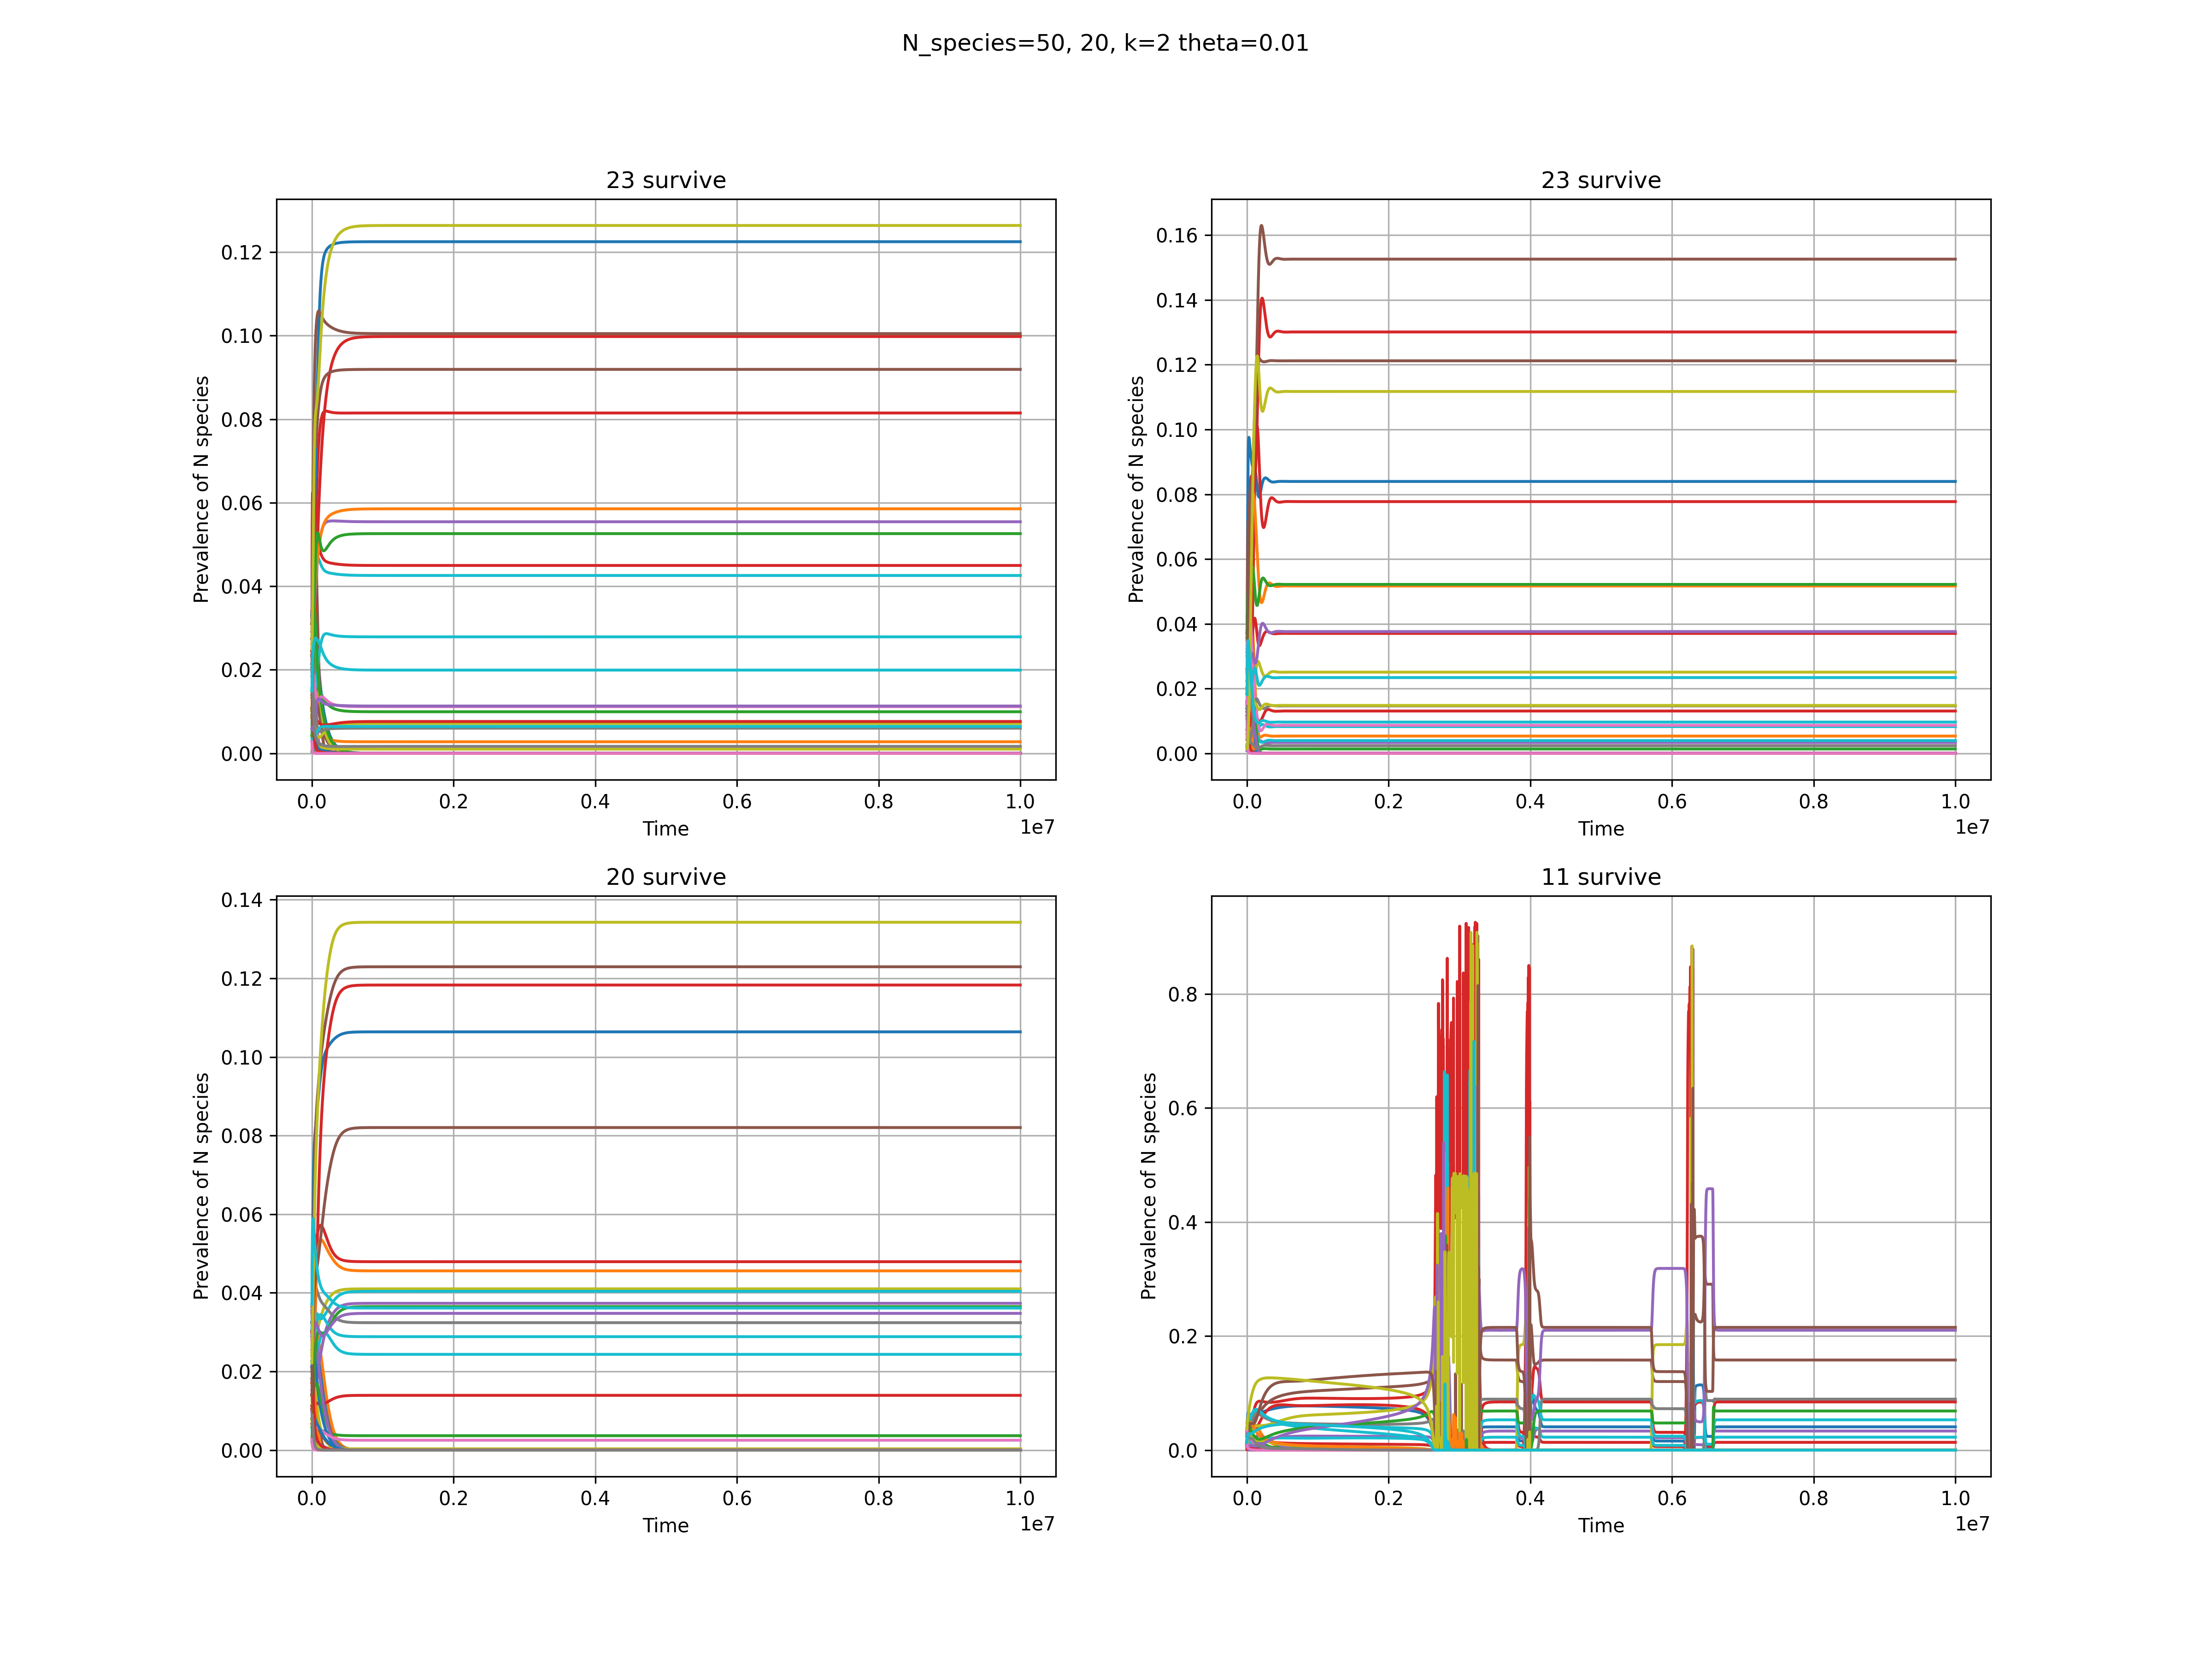 N_species=50, 20, k=2 theta=0.01
23 survive
Prevalence of N species
0.12
0.10
0.08
0.06
0.04
0.02
0.00
0.0 0.2 0.4 0.6 0.8 1.0
Time
1e7
23 survive
Prevalence of N species
0.16
0.14
0.12
0.10
0.08
0.06
0.04
0.02
0.00
0.0 0.2 0.4 0.6 0.8 1.0
Time
1e7
20 survive
Prevalence of N species
0.14
0.12
0.10
0.08
0.06
0.04
0.02
0.00
0.0 0.2 0.4 0.6 0.8 1.0
Time
1e7
11 survive
Prevalence of N species
0.8
0.6
0.4
0.2
0.0
0.0 0.2 0.4 0.6 0.8 1.0
Time
1e7